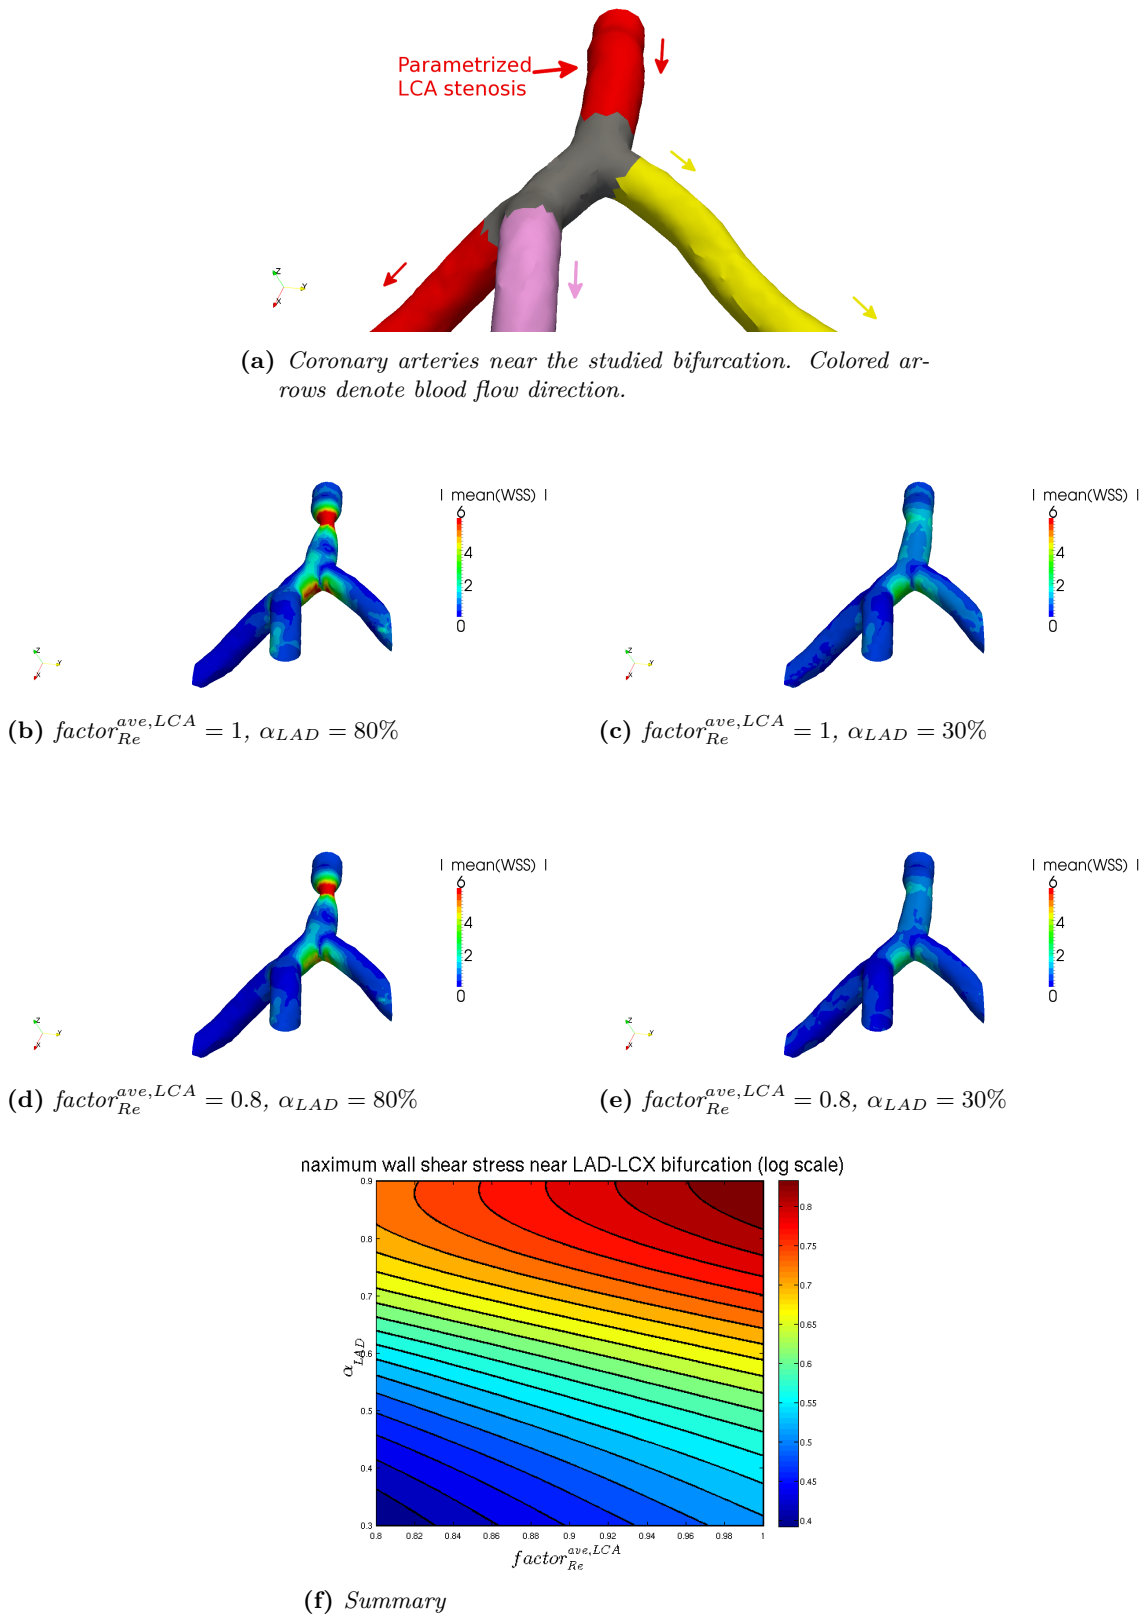 Parametrized
LCA stenosis
Z
Y
X
(a) Coronary arteries near the studied bifurcation. Colored ar-
rows denote blood flow direction.
| mean(WSS) |
6
4
2
0
Z
Y
X
(b) factor_{Re}^{ave,LCA} = 1, α_{LAD} = 80%
| mean(WSS) |
6
4
2
0
Z
Y
X
(c) factor_{Re}^{ave,LCA} = 1, α_{LAD} = 30%
| mean(WSS) |
6
4
2
0
Z
Y
X
(d) factor_{Re}^{ave,LCA} = 0.8, α_{LAD} = 80%
| mean(WSS) |
6
4
2
0
Z
Y
X
(e) factor_{Re}^{ave,LCA} = 0.8, α_{LAD} = 30%
naximum wall shear stress near LAD-LCX bifurcation (log scale)
0.9
0.8
0.7
0.6
0.5
0.4
0.3
α_{LAD}
0.8 0.82 0.84 0.86 0.88 0.9 0.92 0.94 0.96 0.98 1
factor_{Re}^{ave,LCA}
0.8
0.75
0.7
0.65
0.6
0.55
0.5
0.45
0.4
(f) Summary